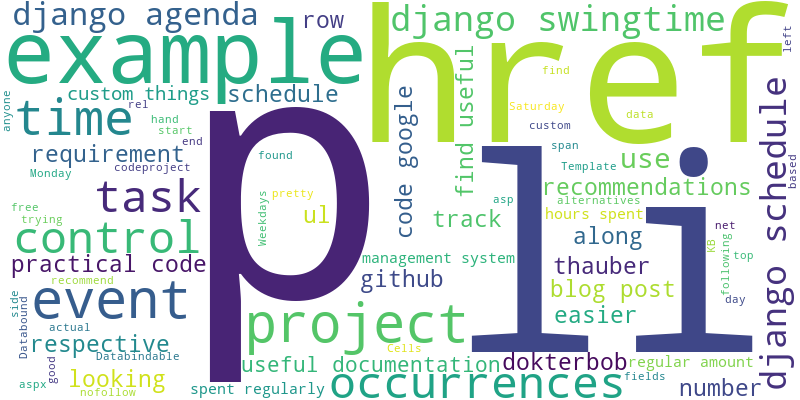 django agenda
row
django swingtime
href
example
left
custom things
schedule
rel
anyone
time
hand
start
find
find useful
Saturday
data
code google
custom
requirement
end
codeproject
found
p
li
span
Template
use
django schedule
based
Monday
task
Weekdays
pretty
ul
asp
alternatives
recommendations
free
trying
track
hours spent
control
along
net
KB
following
top
practical code
management system
github
thauber
day
recommend
blog post
side
Databound
event
project
easier
actual
respective
Databindable
Cells
good
looking
useful documentation
dokterbob
regular amount
aspx
nofollow
spent regularly
occurrences
fields
number